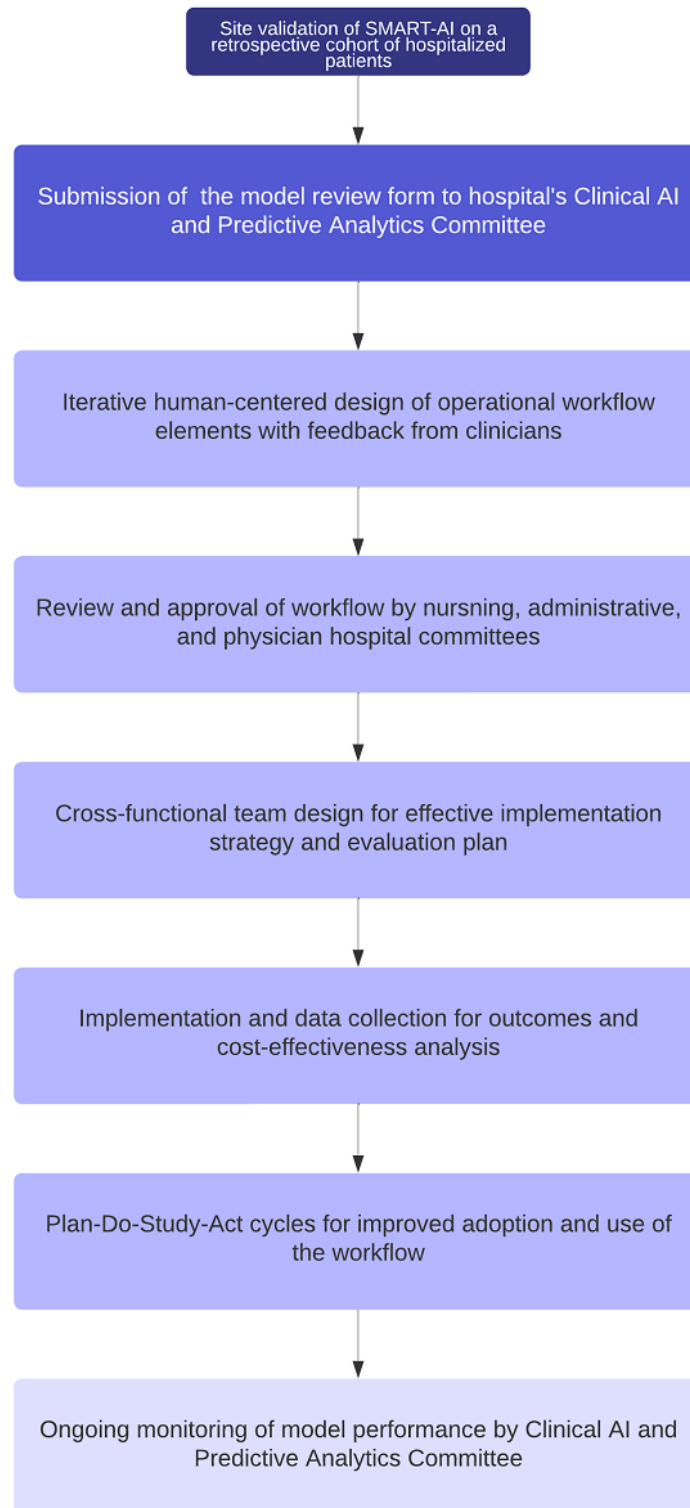 Site validation of SMART-AI on a
retrospective cohort of hospitalized
patients
Submission of  the model review form to hospital's Clinical AI
and Predictive Analytics Committee
Iterative human-centered design of operational workflow
elements with feedback from clinicians
Review and approval of workflow by nursning, administrative,
and physician hospital committees
Cross-functional team design for effective implementation
strategy and evaluation plan
Implementation and data collection for outcomes and
cost-effectiveness analysis
Plan-Do-Study-Act cycles for improved adoption and use of
the workflow
Ongoing monitoring of model performance by Clinical AI and
Predictive Analytics Committee